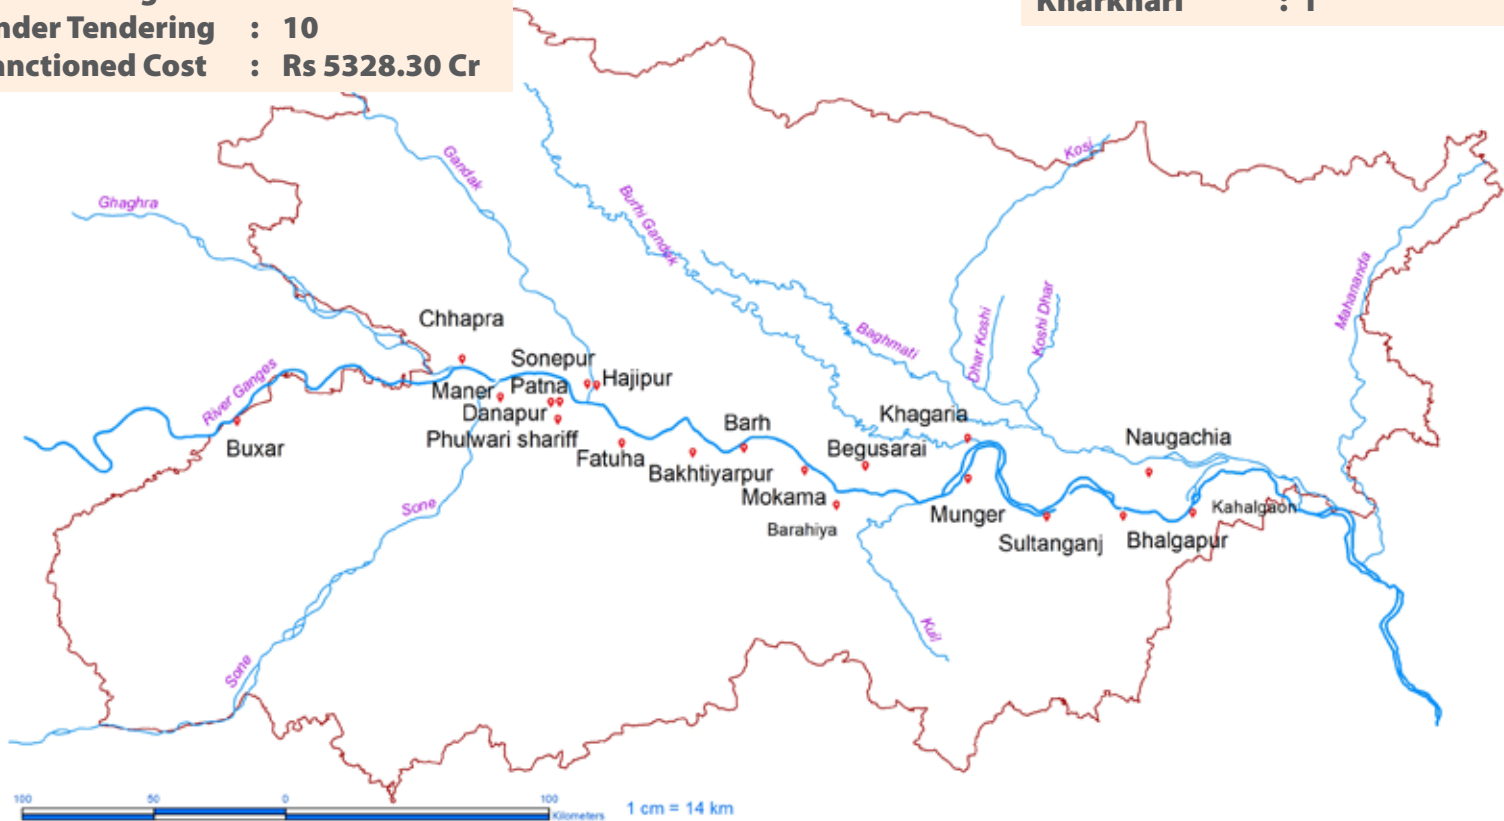 nder Tendering : 10
anctioned Cost : Rs 5328.30 Cr
Kharkhari : 1
Kosi
Gandak
Ghaghra
Burhi Gandak
Mahananda
Koshi Dhar
Dhar Koshi
Baghmati
Chhapra
Sonepur
River Ganges
Maner
Patna
Hajipur
Danapur
Khagaria
Barh
Buxar
Phulwari shariff
Begusarai
Naugachia
Fatuha
Bakhtiyarpur
Mokama
Sone
Munger
Kahalgaon
Barahiya
Sultanganj
Bhalgapur
Kuil
Sone
100 50 0 100
Kilometers
1 cm = 14 km